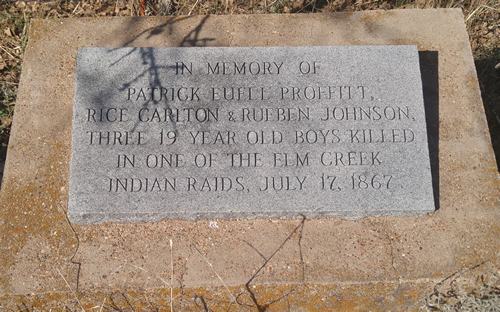 IN MEMORY OF
PATRICK EUELL PROFFITT,
RICE CARLTON & RUEBEN JOHNSON,
THREE 19 YEAR OLD BOYS KILLED
IN ONE OF THE ELM CREEK
INDIAN RAIDS, JULY 17, 1867